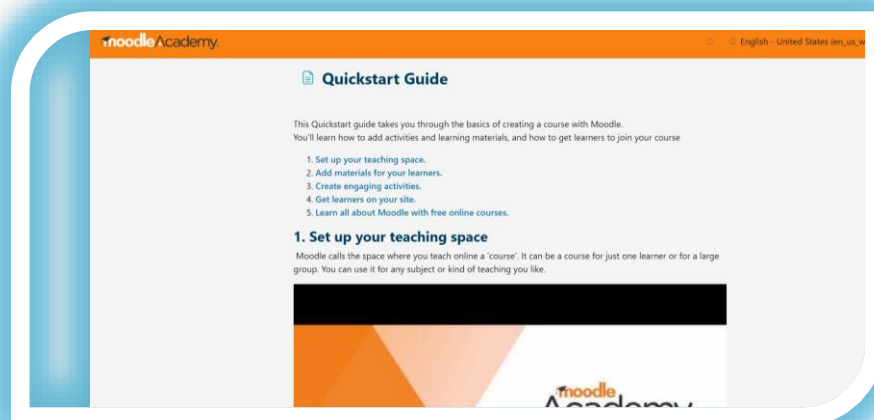 moodle Academy.
English - United States (en_us_w
Quickstart Guide
This Quickstart guide takes you through the basics of creating a course with Moodle.
You'll learn how to add activities and learning materials, and how to get learners to join your course
1. Set up your teaching space.
2. Add materials for your learners.
3. Create engaging activities.
4. Get learners on your site.
5. Learn all about Moodle with free online courses.
1. Set up your teaching space
Moodle calls the space where you teach online a 'course'. It can be a course for just one learner or for a large
group. You can use it for any subject or kind of teaching you like.
moodle
Academy